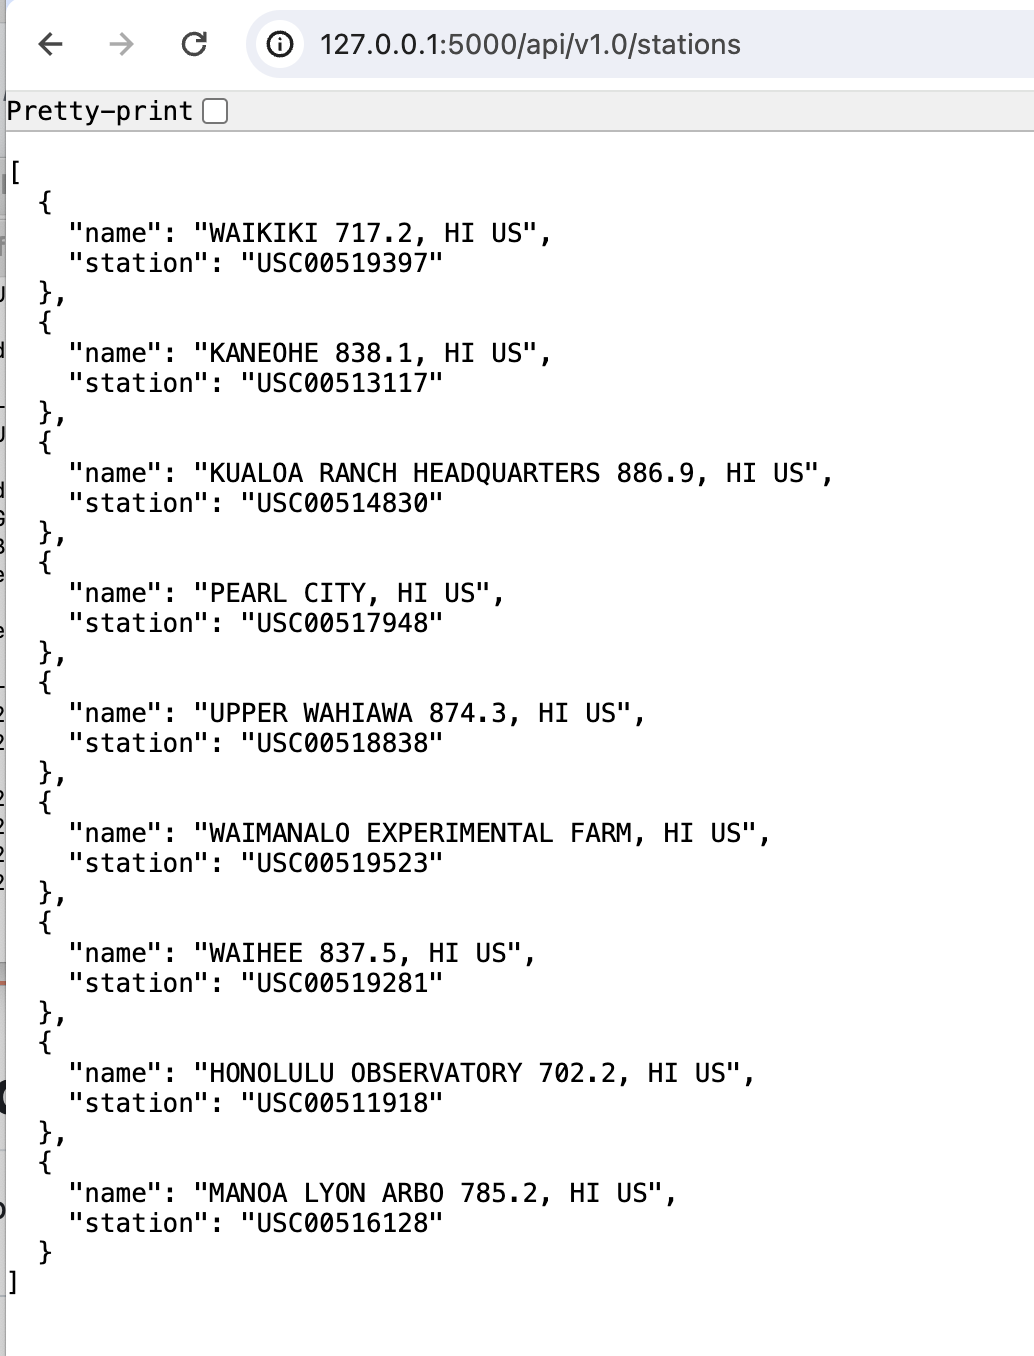 127.0.0.1:5000/api/v1.0/stations
Pretty-print
[
  {
    "name": "WAIKIKI 717.2, HI US",
    "station": "USC00519397"
  },
  {
    "name": "KANEOHE 838.1, HI US",
    "station": "USC00513117"
  },
  {
    "name": "KUALOA RANCH HEADQUARTERS 886.9, HI US",
    "station": "USC00514830"
  },
  {
    "name": "PEARL CITY, HI US",
    "station": "USC00517948"
  },
  {
    "name": "UPPER WAHIAWA 874.3, HI US",
    "station": "USC00518838"
  },
  {
    "name": "WAIMANALO EXPERIMENTAL FARM, HI US",
    "station": "USC00519523"
  },
  {
    "name": "WAIHEE 837.5, HI US",
    "station": "USC00519281"
  },
  {
    "name": "HONOLULU OBSERVATORY 702.2, HI US",
    "station": "USC00511918"
  },
  {
    "name": "MANOA LYON ARBO 785.2, HI US",
    "station": "USC00516128"
  }
]